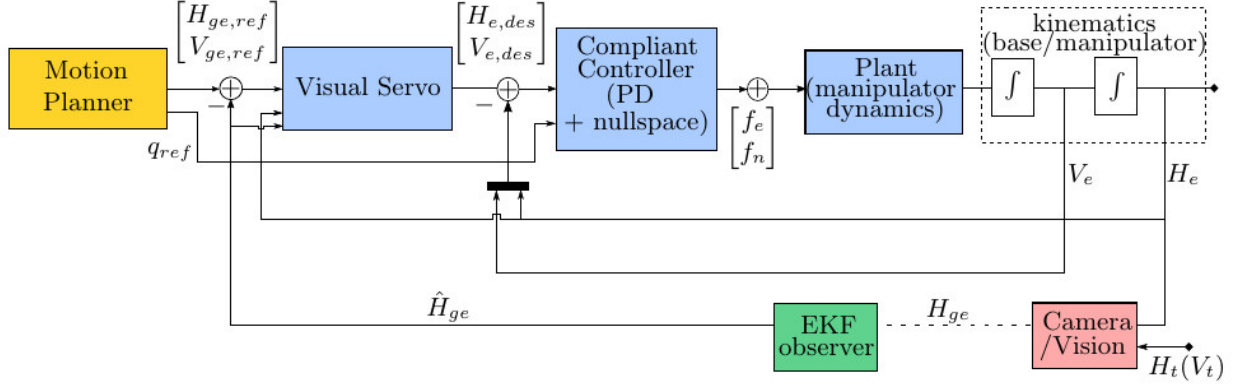 [H_{ge,ref}
V_{ge,ref}]
[H_{e,des}
V_{e,des}]
Motion
Planner
−
Visual Servo
−
Compliant
Controller
(PD
+ nullspace)
[f_e
f_n]
Plant
(manipulator
dynamics)
kinematics
(base/manipulator)
∫
∫
q_{ref}
V_e
H_e
Ĥ_{ge}
EKF
observer
H_{ge}
Camera
/Vision
H_t(V_t)